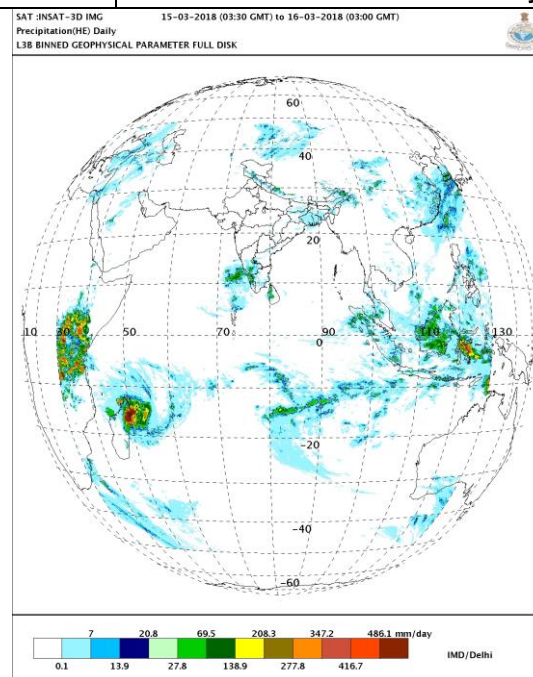 SAT :INSAT-3D IMG 15-03-2018 (03:30 GMT) to 16-03-2018 (03:00 GMT)
Precipitation(HE) Daily
L3B BINNED GEOPHYSICAL PARAMETER FULL DISK
60
40
20
10 30 50 70 90 110 130
0
-20
-40
-60
7 20.8 69.5 208.3 347.2 486.1 mm/day
0.1 13.9 27.8 138.9 277.8 416.7
IMD/Delhi